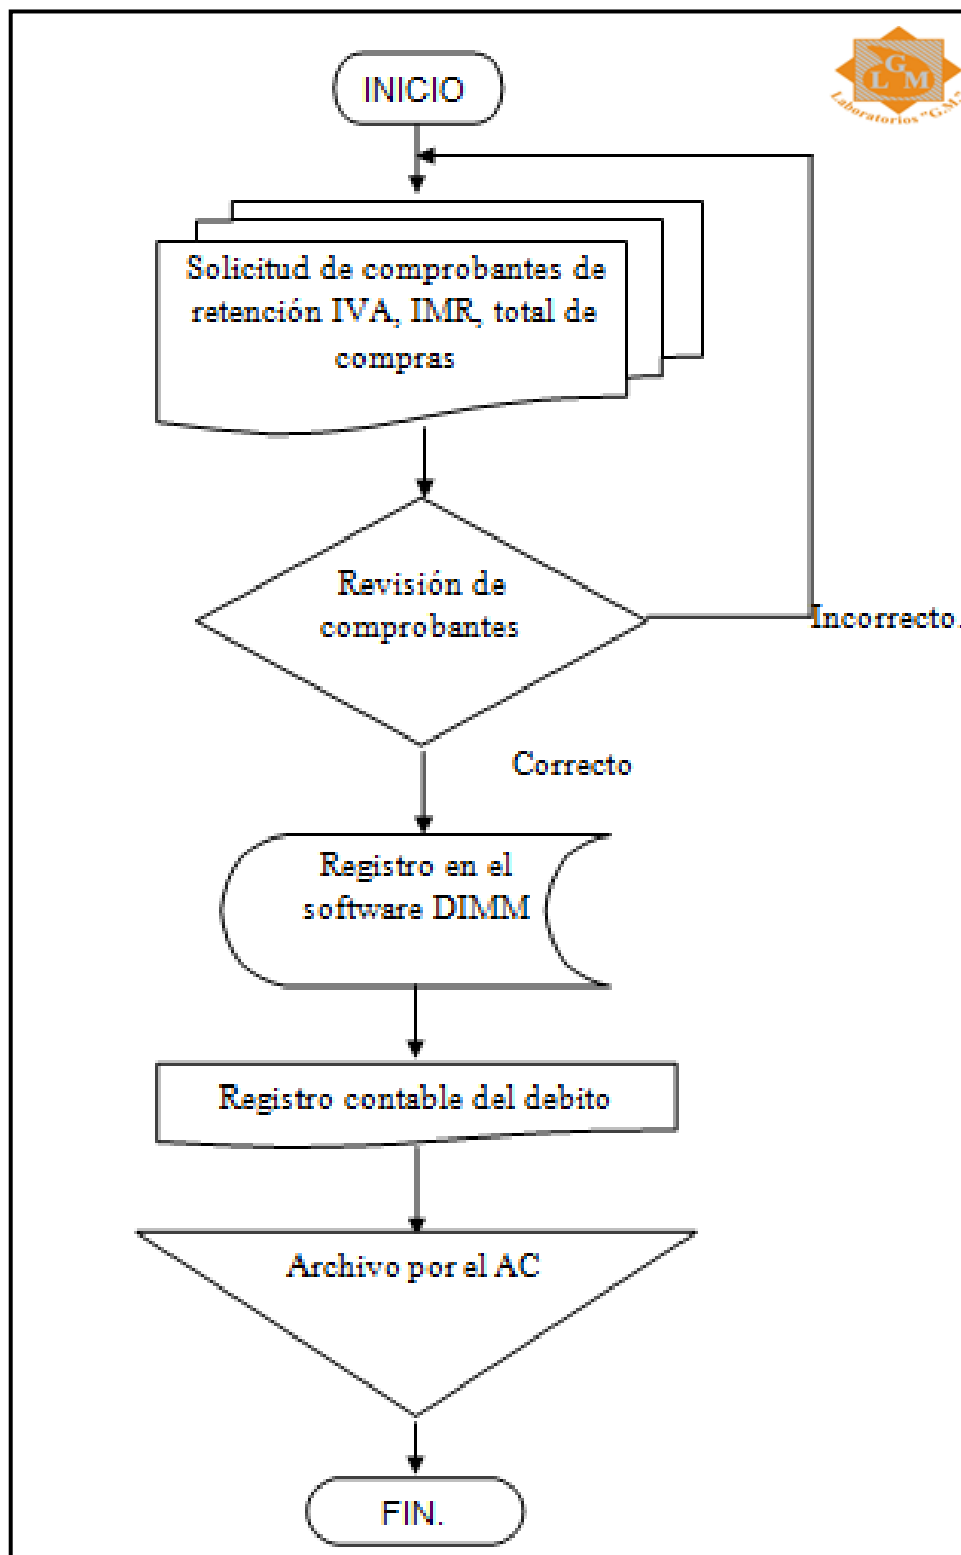 INICIO
L G M
Laboratorios "G.M."
Solicitud de comprobantes de
retención IVA, IMR, total de
compras
Revisión de
comprobantes
Incorrecto.
Correcto
Registro en el
software DIMM
Registro contable del debito
Archivo por el AC
FIN.